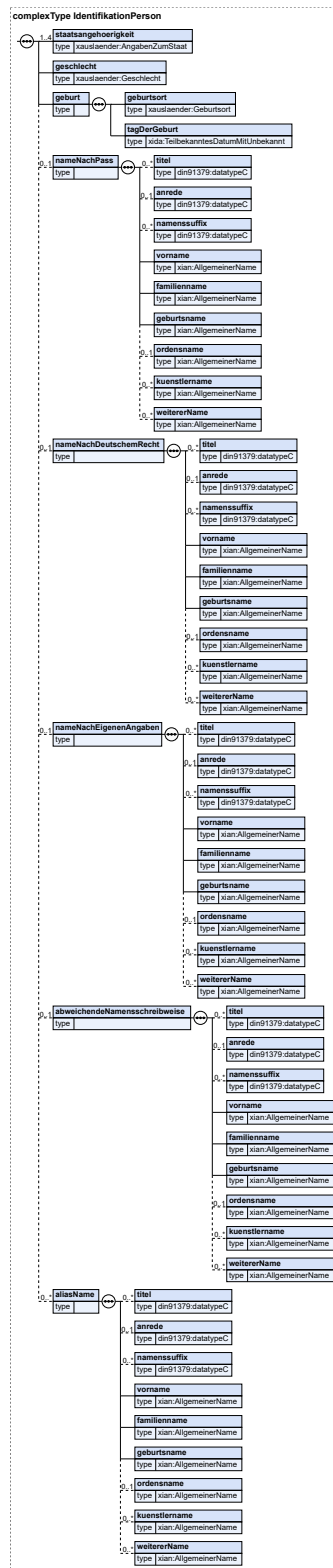 complexType IdentifikationPerson
1..4 staatsangehoerigkeit
type xauslaender:AngabenZumStaat
geschlecht
type xauslaender:Geschlecht
geburt
type
geburtsort
type xauslaender:Geburtsort
tagDerGeburt
type xida:TeilbekanntesDatumMitUnbekannt
0..1 nameNachPass
type
0..* titel
type din91379:datatypeC
0..1 anrede
type din91379:datatypeC
0..* namenssuffix
type din91379:datatypeC
vorname
type xian:AllgemeinerName
familienname
type xian:AllgemeinerName
geburtsname
type xian:AllgemeinerName
0..1 ordensname
type xian:AllgemeinerName
0..* kuenstlername
type xian:AllgemeinerName
0..* weitererName
type xian:AllgemeinerName
0..1 nameNachDeutschemRecht
type
0..* titel
type din91379:datatypeC
0..1 anrede
type din91379:datatypeC
0..* namenssuffix
type din91379:datatypeC
vorname
type xian:AllgemeinerName
familienname
type xian:AllgemeinerName
geburtsname
type xian:AllgemeinerName
0..1 ordensname
type xian:AllgemeinerName
0..* kuenstlername
type xian:AllgemeinerName
0..* weitererName
type xian:AllgemeinerName
0..1 nameNachEigenenAngaben
type
0..* titel
type din91379:datatypeC
0..1 anrede
type din91379:datatypeC
0..* namenssuffix
type din91379:datatypeC
vorname
type xian:AllgemeinerName
familienname
type xian:AllgemeinerName
geburtsname
type xian:AllgemeinerName
0..1 ordensname
type xian:AllgemeinerName
0..* kuenstlername
type xian:AllgemeinerName
0..* weitererName
type xian:AllgemeinerName
0..1 abweichendeNamensschreibweise
type
0..* titel
type din91379:datatypeC
0..1 anrede
type din91379:datatypeC
0..* namenssuffix
type din91379:datatypeC
vorname
type xian:AllgemeinerName
familienname
type xian:AllgemeinerName
geburtsname
type xian:AllgemeinerName
0..1 ordensname
type xian:AllgemeinerName
0..* kuenstlername
type xian:AllgemeinerName
0..* weitererName
type xian:AllgemeinerName
0..* aliasName
type
0..* titel
type din91379:datatypeC
0..1 anrede
type din91379:datatypeC
0..* namenssuffix
type din91379:datatypeC
vorname
type xian:AllgemeinerName
familienname
type xian:AllgemeinerName
geburtsname
type xian:AllgemeinerName
0..1 ordensname
type xian:AllgemeinerName
0..* kuenstlername
type xian:AllgemeinerName
0..* weitererName
type xian:AllgemeinerName